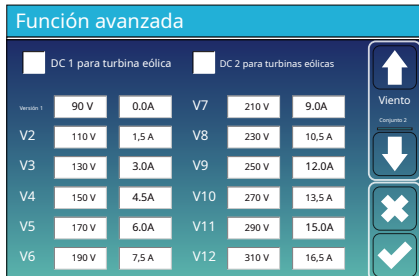 Función avanzada
DC 1 para turbina eólica DC 2 para turbinas eólicas
Versión 1 90 V 0.0A V7 210 V 9.0A
V2 110 V 1,5 A V8 230 V 10,5 A
V3 130 V 3.0A V9 250 V 12.0A
V4 150 V 4.5A V10 270 V 13,5 A
V5 170 V 6.0A V11 290 V 15.0A
V6 190 V 7,5 A V12 310 V 16,5 A
Viento
Conjunto 2